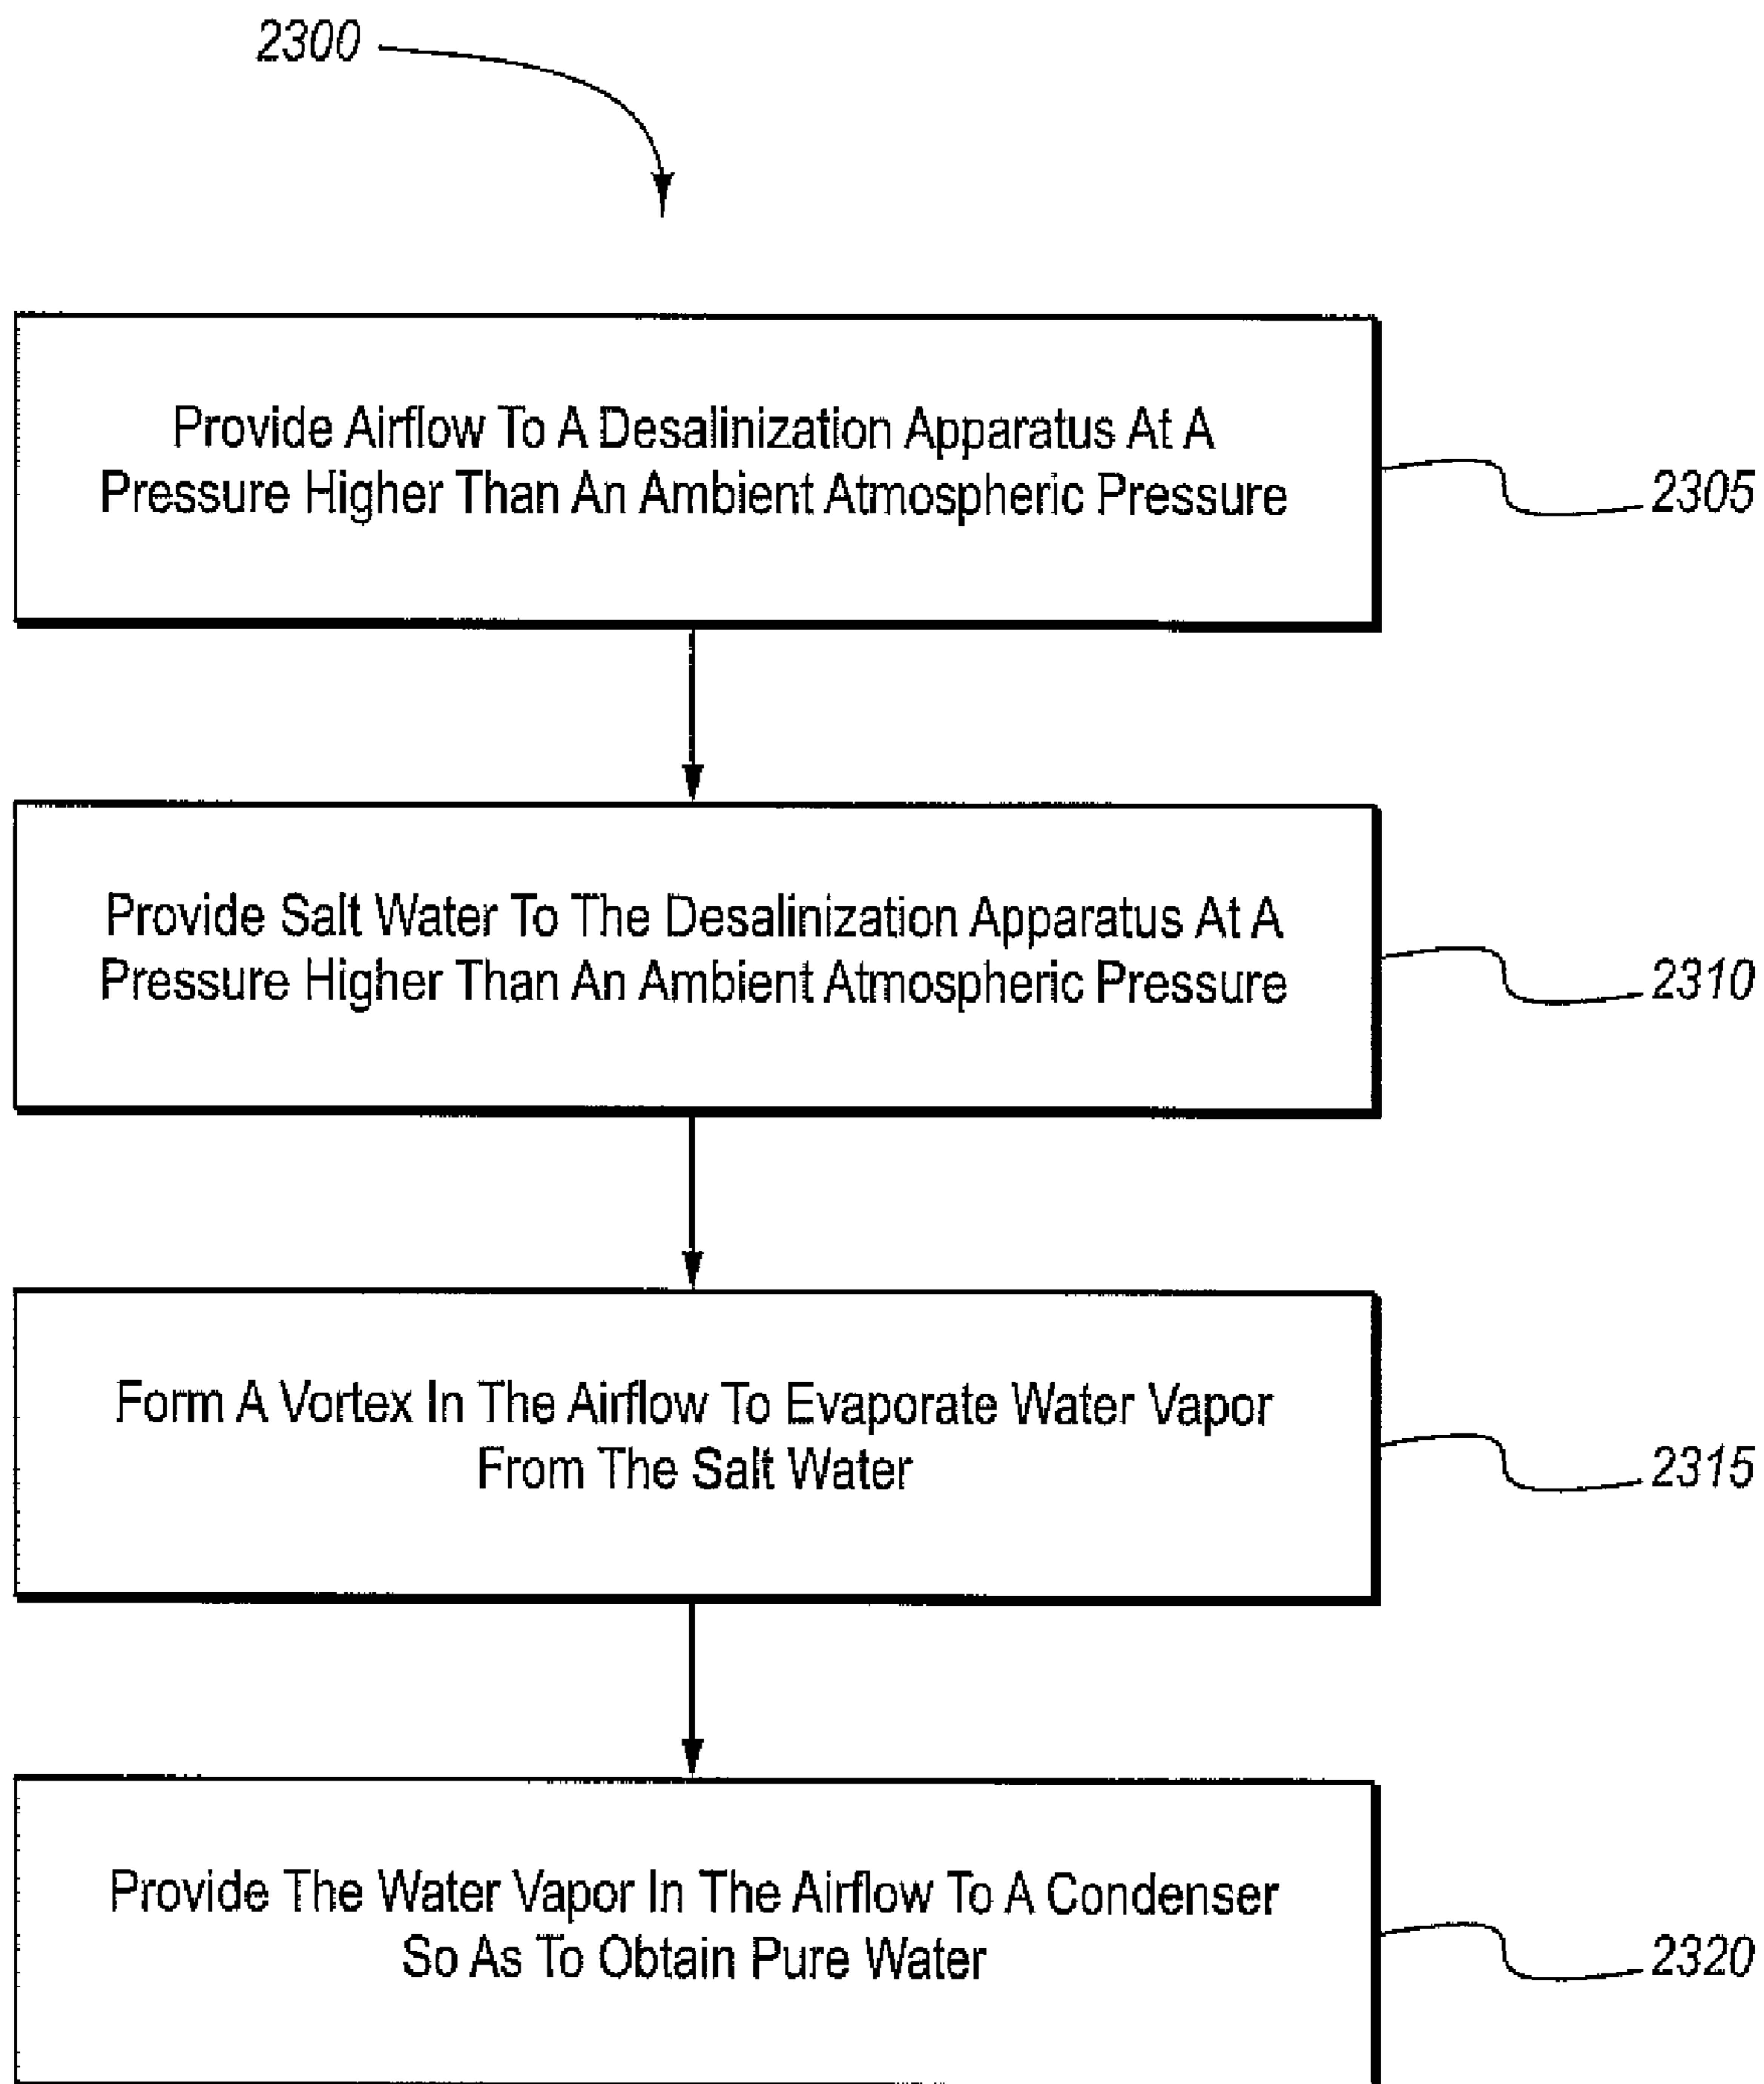 2300
Provide Airflow To A Desalinization Apparatus At A
Pressure Higher Than An Ambient Atmospheric Pressure
2305
Provide Salt Water To The Desalinization Apparatus At A
Pressure Higher Than An Ambient Atmospheric Pressure
2310
Form A Vortex In The Airflow To Evaporate Water Vapor
From The Salt Water
2315
Provide The Water Vapor In The Airflow To A Condenser
So As To Obtain Pure Water
2320